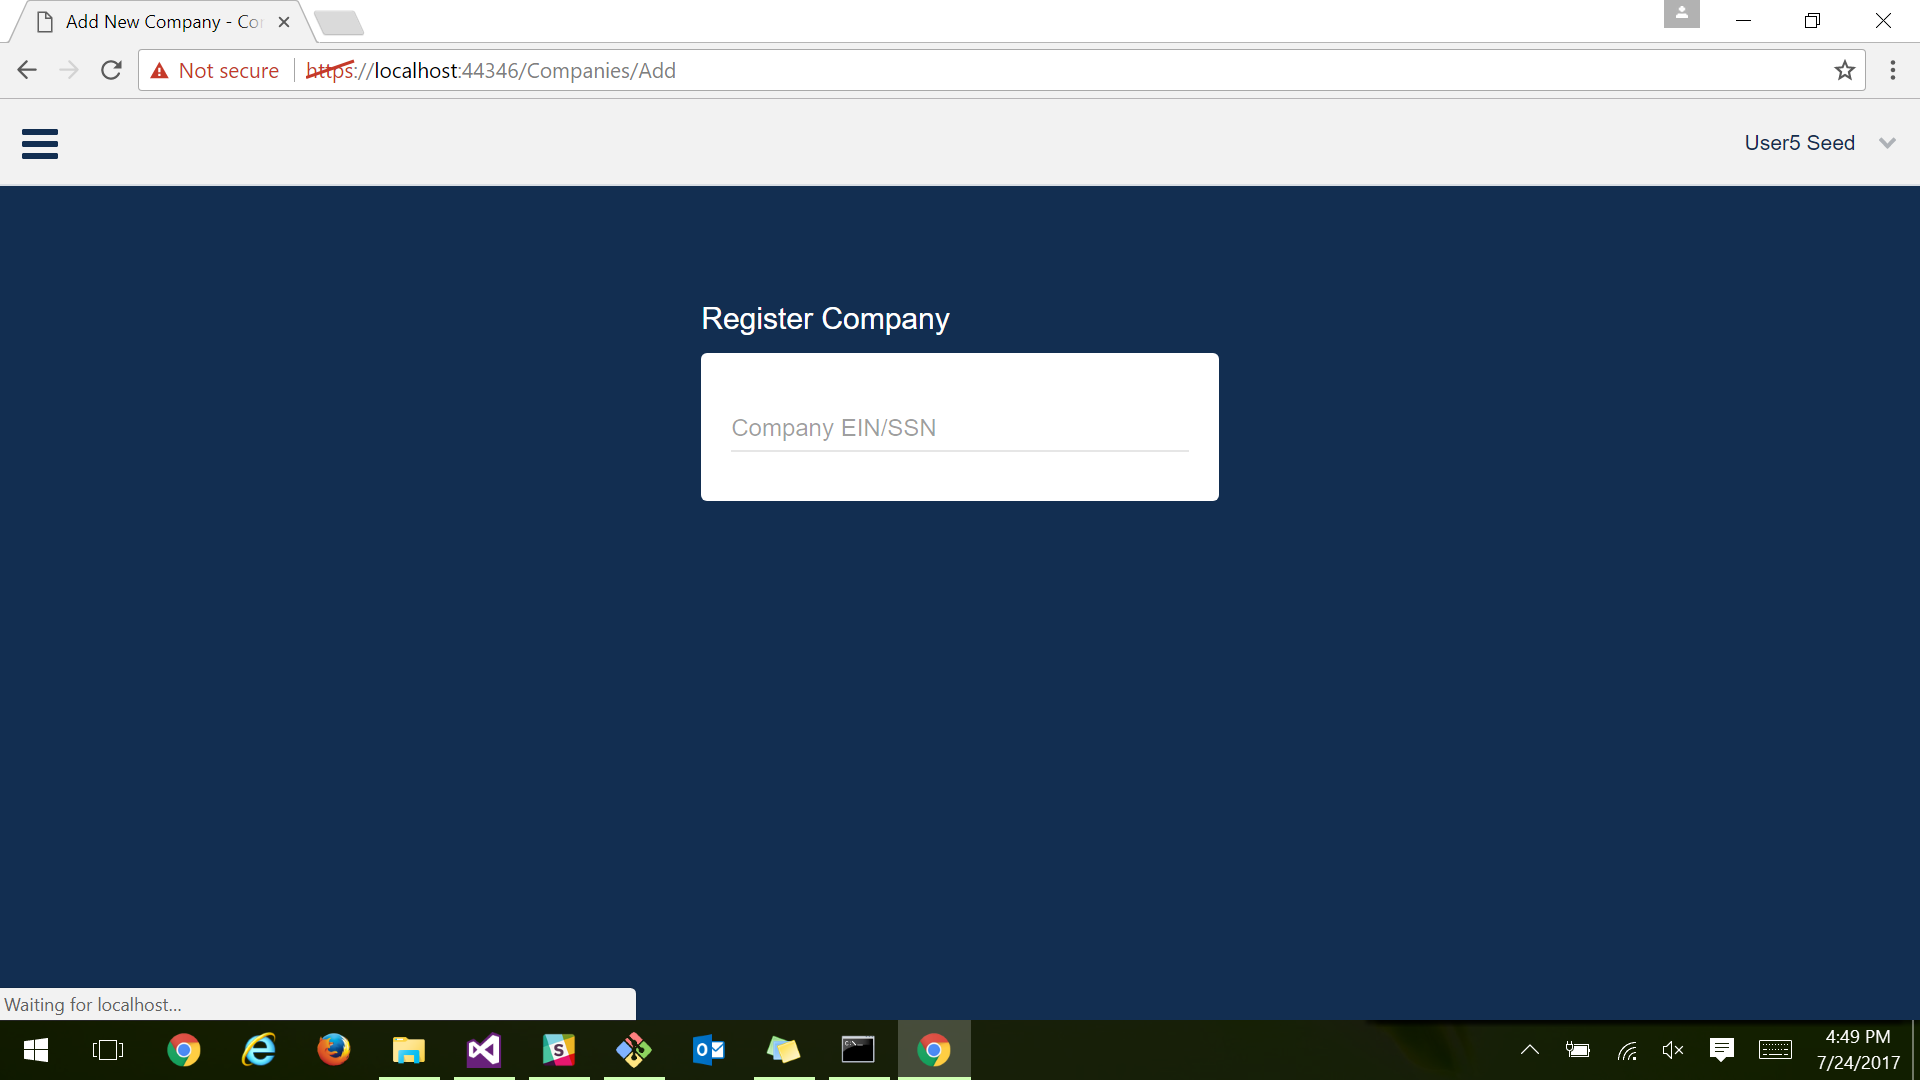 Add New Company - Co
Not secure
https://localhost:44346/Companies/Add
User5 Seed
Register Company
Company EIN/SSN
Waiting for localhost...
4:49 PM
7/24/2017